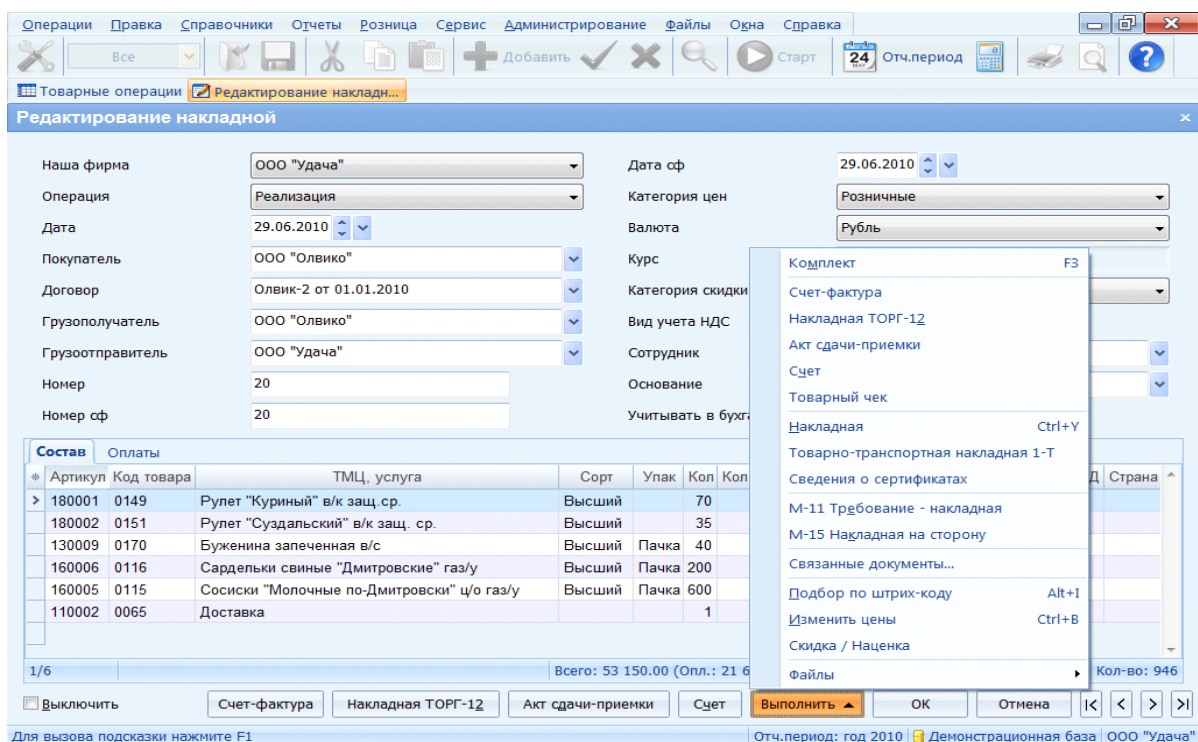 Операции Правка Справочники Отчеты Розница Сервис Администрирование Файлы Окна Справка
Все Добавить Старт 24 MAY Отч.период
Товарные операции Редактирование накладн...
Редактирование накладной
Наша фирма ООО "Удача" Дата сф 29.06.2010
Операция Реализация Категория цен Розничные
Дата 29.06.2010 Валюта Рубль
Покупатель ООО "Олвико" Курс
Договор Олвик-2 от 01.01.2010 Категория скидки
Грузополучатель ООО "Олвико" Вид учета НДС
Грузоотправитель ООО "Удача" Сотрудник
Номер 20 Основание
Номер сф 20 Учитывать в бухга
Комплект F3
Счет-фактура
Накладная ТОРГ-12
Акт сдачи-приемки
Счет
Товарный чек
Накладная Ctrl+Y
Товарно-транспортная накладная 1-Т
Сведения о сертификатах
М-11 Требование - накладная
М-15 Накладная на сторону
Связанные документы...
Подбор по штрих-коду Alt+I
Изменить цены Ctrl+B
Скидка / Наценка
Файлы
Состав Оплаты
Артикул Код товара ТМЦ, услуга Сорт Упак Кол Кол Д Страна
180001 0149 Рулет "Куриный" в/к защ.ср. Высший 70
180002 0151 Рулет "Суздальский" в/к защ. ср. Высший 35
130009 0170 Буженина запеченная в/с Высший Пачка 40
160006 0116 Сардельки свиные "Дмитровские" газ/у Высший Пачка 200
160005 0115 Сосиски "Молочные по-Дмитровски" ц/о газ/у Высший Пачка 600
110002 0065 Доставка 1
1/6 Всего: 53 150.00 (Опл.: 21 6 Кол-во: 946
Выключить Счет-фактура Накладная ТОРГ-12 Акт сдачи-приемки Счет Выполнить ОК Отмена
Для вызова подсказки нажмите F1 Отч.период: год 2010 Демонстрационная база ООО "Удача"